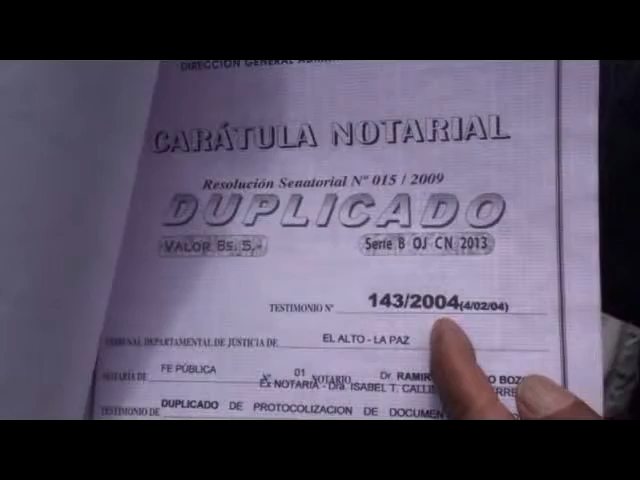 DIRECCIÓN GENERAL
CARÁTULA NOTARIAL
Resolución Senatorial Nº 015 / 2009
DUPLICADO
VALOR Bs. 5,-
Serie B OJ CN 2013
TESTIMONIO Nº 143/2004(4/02/04)
DEPARTAMENTAL DE JUSTICIA DE EL ALTO - LA PAZ
NOTARÍA DE FE PÚBLICA Nº 01 NOTARIO Dr.
Ex NOTARIA - Dra. ISABEL T.
TESTIMONIO DE DUPLICADO DE PROTOCOLIZACION DE